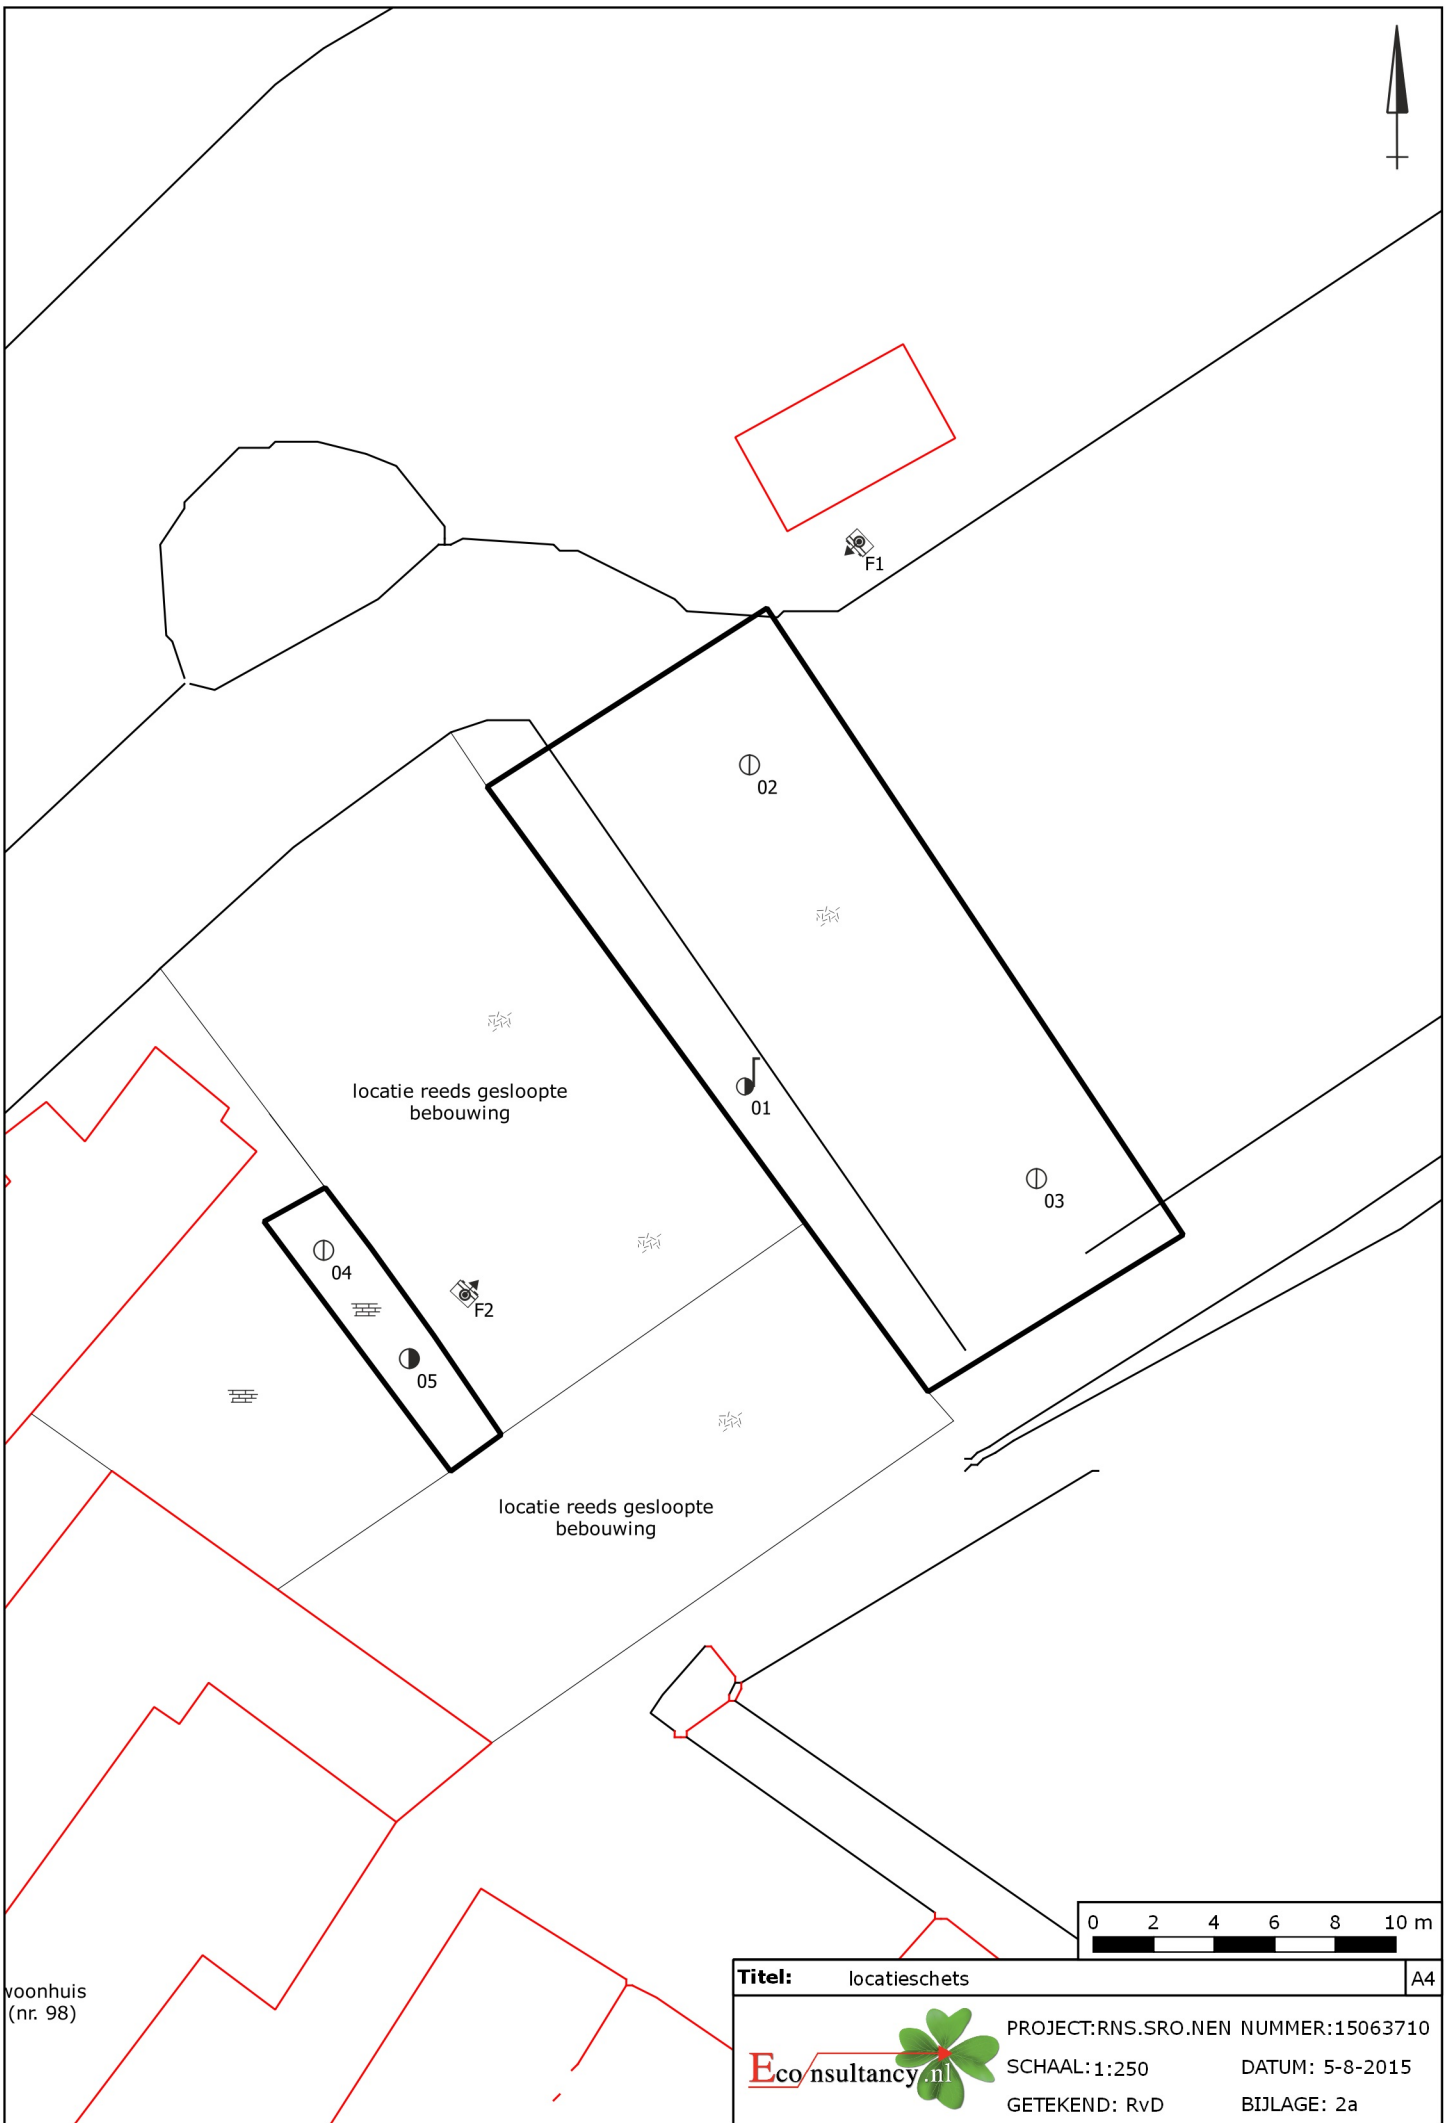 F1
02
locatie reeds gesloopte
bebouwing
01
03
04
F2
05
locatie reeds gesloopte
bebouwing
woonhuis
(nr. 98)
0 2 4 6 8 10 m
Titel: locatieschets A4
Econsultancy.nl
PROJECT:RNS.SRO.NEN NUMMER:15063710
SCHAAL:1:250 DATUM: 5-8-2015
GETEKEND: RvD BIJLAGE: 2a